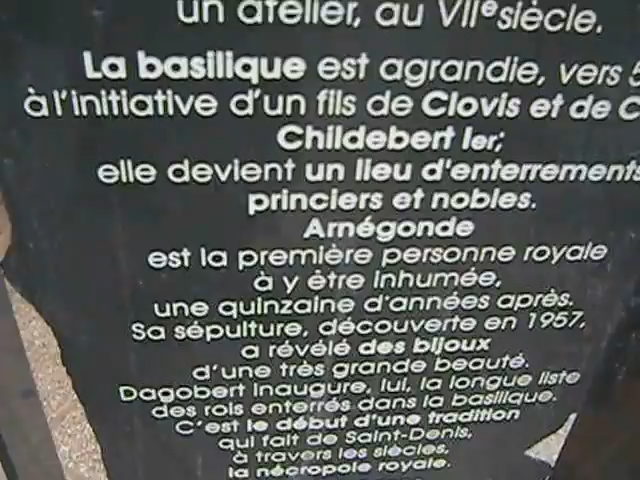 un atelier, au VIIe siècle.
La basilique est agrandie, vers
à l'initiative d'un fils de Clovis et de
Childebert Ier;
elle devient un lieu d'enterrements
princiers et nobles.
Arnégonde
est la première personne royale
à y être inhumée,
une quinzaine d'années après.
Sa sépulture, découverte en 1957,
a révélé des bijoux
d'une très grande beauté.
Dagobert inaugure, lui, la longue liste
des rois enterrés dans la basilique.
C'est le début d'une tradition
qui fait de Saint-Denis,
à travers les siècles,
la nécropole royale.